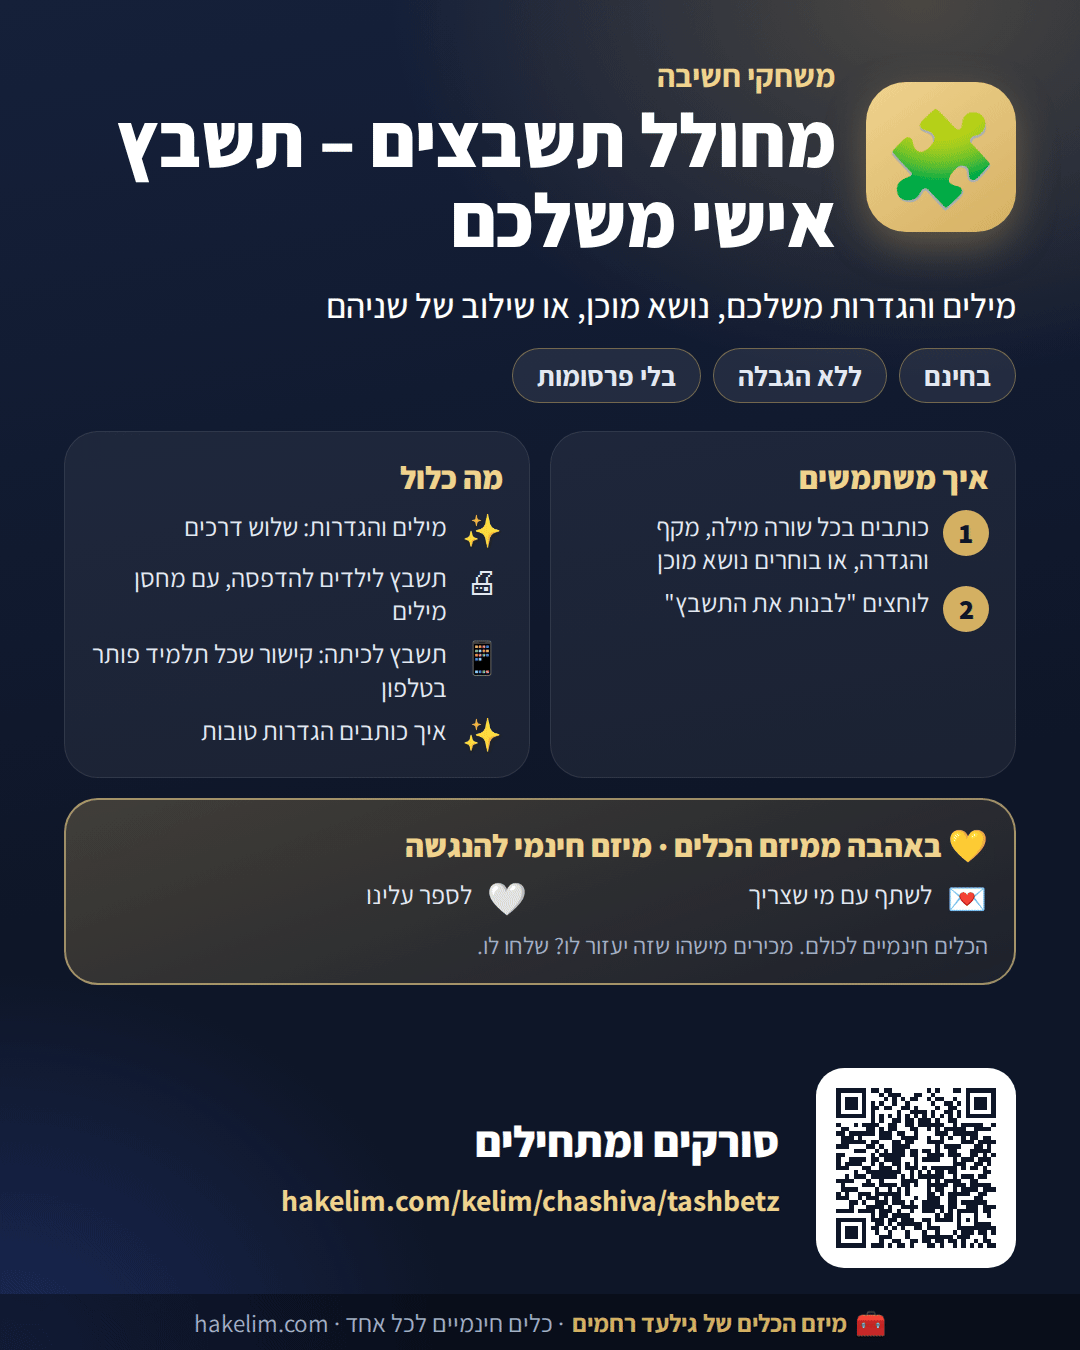 משחקי חשיבה
מחולל תשבצים – תשבץ
אישי משלכם
מילים והגדרות משלכם, נושא מוכן, או שילוב של שניהם
בחינם
ללא הגבלה
בלי פרסומות
איך משתמשים
1 כותבים בכל שורה מילה, מקף
והגדרה, או בוחרים נושא מוכן
2 לוחצים "לבנות את התשבץ"
מה כלול
מילים והגדרות: שלוש דרכים
תשבץ לילדים להדפסה, עם מחסן
מילים
תשבץ לכיתה: קישור שכל תלמיד פותר
בטלפון
איך כותבים הגדרות טובות
באהבה ממיזם הכלים · מיזם חינמי להנגשה
לשתף עם מי שצריך
לספר עלינו
הכלים חינמיים לכולם. מכירים מישהו שזה יעזור לו? שלחו לו.
סורקים ומתחילים
hakelim.com/kelim/chashiva/tashbetz
מיזם הכלים של גילעד רחמים · כלים חינמיים לכל אחד · hakelim.com